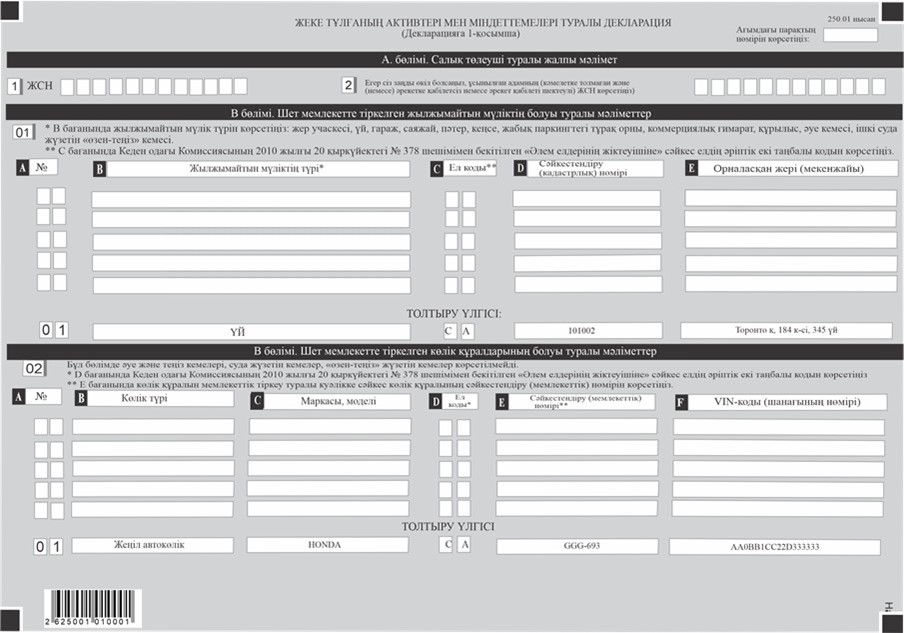 250.01 нысан
ЖЕКЕ ТҰЛҒАНЫҢ АКТИВТЕРІ МЕН МІНДЕТТЕМЕЛЕРІ ТУРАЛЫ ДЕКЛАРАЦИЯ
(Декларацияға 1-қосымша)
Ағымдағы парақтың
нөмірін көрсетіңіз:
А. бөлімі. Салық төлеуші туралы жалпы мәлімет
1 ЖСН
2 Егер сіз заңды өкіл болсаңыз, ұсынылған адамның (кәмелетке толмаған және
(немесе) әрекетке қабілетсіз немесе әрекет қабілеті шектеулі) ЖСН көрсетіңіз)
В бөлімі. Шет мемлекетте тіркелген жылжымайтын мүліктің болуы туралы мәліметтер
01 * В бағанында жылжымайтын мүлік түрін көрсетіңіз: жер учаскесі, үй, гараж, саяжай, пәтер, кеңсе, жабық паркингтегі тұрақ орны, коммерциялық ғимарат, құрылыс, әуе кемесі, ішкі суда
жүзетін «өзен-теңіз» кемесі.
** С бағанында Кеден одағы Комиссиясының 2010 жылғы 20 қыркүйектегі № 378 шешімімен бекітілген «Әлем елдерінің жіктеуішіне» сәйкес елдің әріптік екі таңбалы кодын көрсетіңіз.
A № B Жылжымайтын мүліктің түрі* C Ел коды** D Сәйкестендіру
(кадастрлық) нөмірі E Орналасқан жері (мекенжайы)
ТОЛТЫРУ ҮЛГІСІ:
0 1 ҮЙ C A 101002 Торонто қ, 184 к-сі, 345 үй
В бөлімі. Шет мемлекетте тіркелген көлік құралдарының болуы туралы мәліметтер
02 Бұл бөлімде әуе және теңіз кемелері, суда жүзетін кемелер, «өзен-теңіз» жүзетін кемелер көрсетілмейді.
* D бағанында Кеден одағы Комиссиясының 2010 жылғы 20 қыркүйектегі № 378 шешімімен бекітілген «Әлем елдерінің жіктеуішіне» сәйкес елдің әріптік екі таңбалы кодын көрсетіңіз
** Е бағанында көлік құралын мемлекеттік тіркеу туралы куәлікке сәйкес көлік құралының сәйкестендіру (мемлекеттік) нөмірін көрсетіңіз.
A № B Көлік түрі C Маркасы, моделі D Ел
коды* E Сәйкестендіру (мемлекеттік)
нөмірі** F VIN-коды (шанағының нөмірі)
ТОЛТЫРУ ҮЛГІСІ
0 1 Жеңіл автокөлік HONDA C A GGG-693 AA0BB1CC22D333333
2 625001 010001